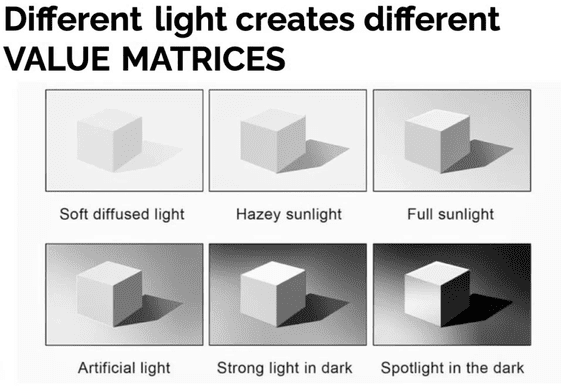 Different light creates different
VALUE MATRICES
Soft diffused light
Hazey sunlight
Full sunlight
Artificial light
Strong light in dark
Spotlight in the dark